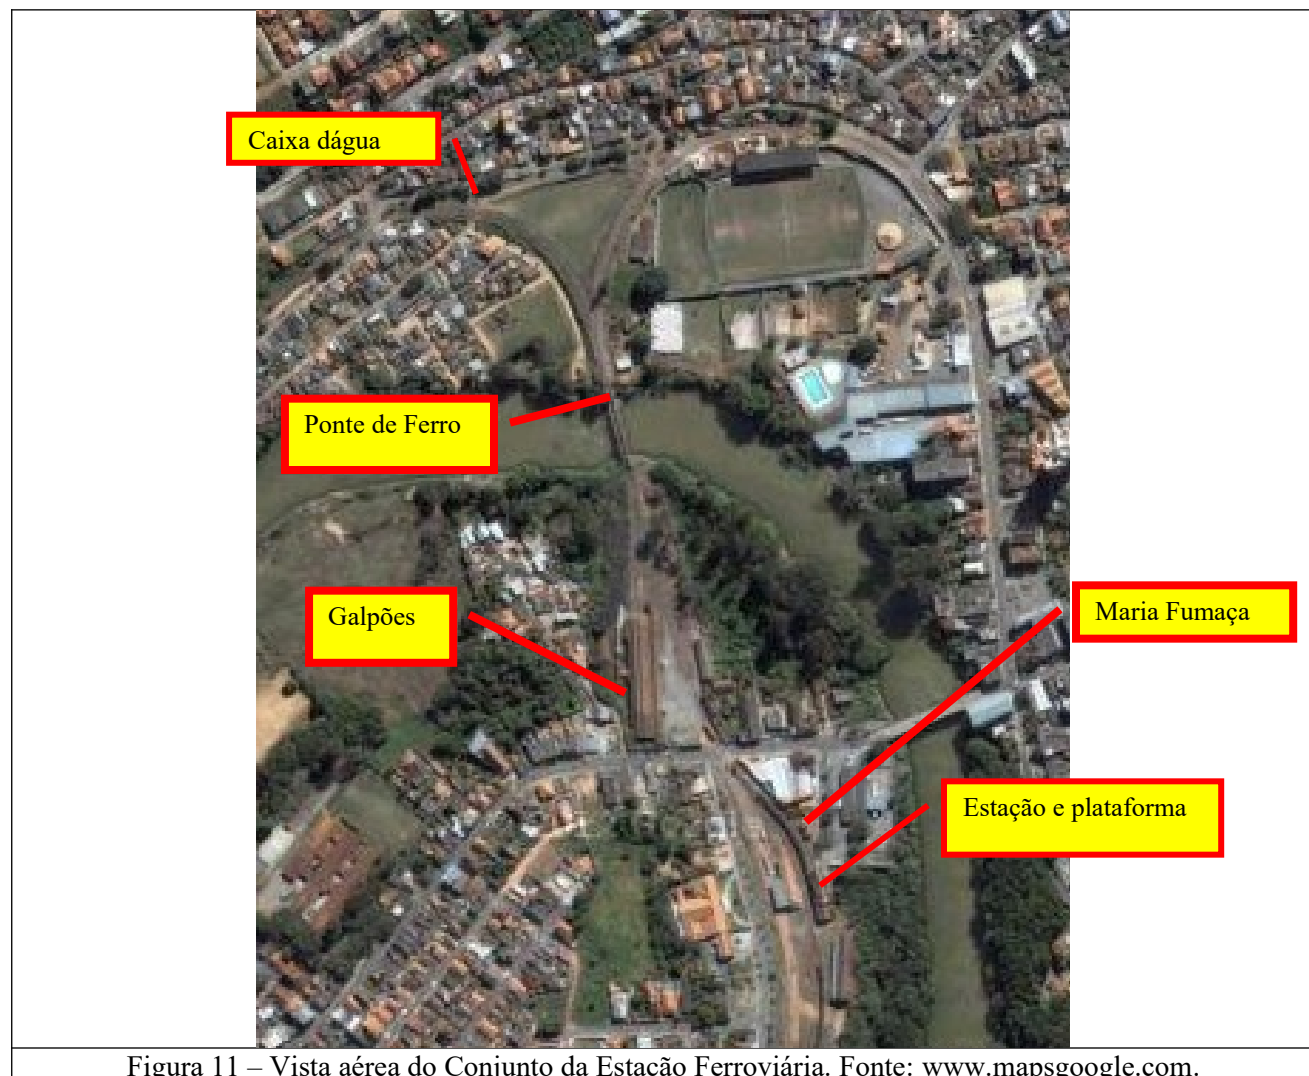 Caixa dágua
Ponte de Ferro
Galpões
Maria Fumaça
Estação e plataforma
Figura 11 – Vista aérea do Conjunto da Estação Ferroviária. Fonte: www.mapsgoogle.com.